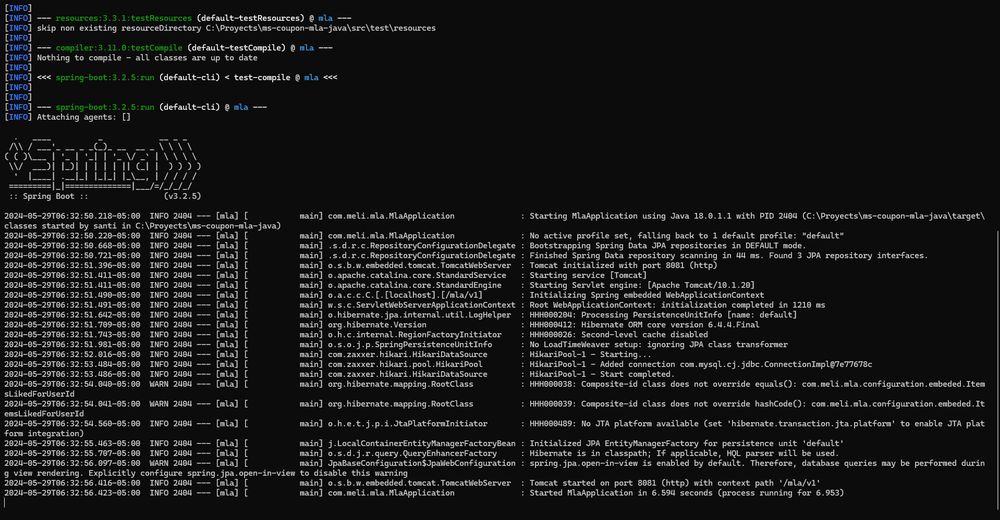 [INFO]
[INFO] --- resources:3.3.1:testResources (default-testResources) @ mla ---
[INFO] skip non existing resourceDirectory C:\Proyects\ms-coupon-mla-java\src\test\resources
[INFO]
[INFO] --- compiler:3.11.0:testCompile (default-testCompile) @ mla ---
[INFO] Nothing to compile - all classes are up to date
[INFO]
[INFO] <<< spring-boot:3.2.5:run (default-cli) < test-compile @ mla <<<
[INFO]
[INFO]
[INFO] --- spring-boot:3.2.5:run (default-cli) @ mla ---
[INFO] Attaching agents: []
  .   ____          _            __ _ _
 /\\ / ___'_ __ _ _(_)_ __  __ _ \ \ \ \
( ( )\___ | '_ | '_| | '_ \/ _` | \ \ \ \
 \\/  ___)| |_)| | | | | || (_| |  ) ) ) )
  '  |____| .__|_| |_|_| |_\__, | / / / /
 =========|_|==============|___/=/_/_/_/
 :: Spring Boot ::                (v3.2.5)
2024-05-29T06:32:50.218-05:00  INFO 2404 --- [mla] [           main] com.meli.mla.MlaApplication              : Starting MlaApplication using Java 18.0.1.1 with PID 2404 (C:\Proyects\ms-coupon-mla-java\target\
classes started by santi in C:\Proyects\ms-coupon-mla-java)
2024-05-29T06:32:50.220-05:00  INFO 2404 --- [mla] [           main] com.meli.mla.MlaApplication              : No active profile set, falling back to 1 default profile: "default"
2024-05-29T06:32:50.668-05:00  INFO 2404 --- [mla] [           main] .s.d.r.c.RepositoryConfigurationDelegate : Bootstrapping Spring Data JPA repositories in DEFAULT mode.
2024-05-29T06:32:50.721-05:00  INFO 2404 --- [mla] [           main] .s.d.r.c.RepositoryConfigurationDelegate : Finished Spring Data repository scanning in 44 ms. Found 3 JPA repository interfaces.
2024-05-29T06:32:51.396-05:00  INFO 2404 --- [mla] [           main] o.s.b.w.embedded.tomcat.TomcatWebServer  : Tomcat initialized with port 8081 (http)
2024-05-29T06:32:51.411-05:00  INFO 2404 --- [mla] [           main] o.apache.catalina.core.StandardService   : Starting service [Tomcat]
2024-05-29T06:32:51.411-05:00  INFO 2404 --- [mla] [           main] o.apache.catalina.core.StandardEngine    : Starting Servlet engine: [Apache Tomcat/10.1.20]
2024-05-29T06:32:51.490-05:00  INFO 2404 --- [mla] [           main] o.a.c.c.C.[.[localhost].[/mla/v1]        : Initializing Spring embedded WebApplicationContext
2024-05-29T06:32:51.491-05:00  INFO 2404 --- [mla] [           main] w.s.c.ServletWebServerApplicationContext : Root WebApplicationContext: initialization completed in 1210 ms
2024-05-29T06:32:51.642-05:00  INFO 2404 --- [mla] [           main] o.hibernate.jpa.internal.util.LogHelper  : HHH000204: Processing PersistenceUnitInfo [name: default]
2024-05-29T06:32:51.709-05:00  INFO 2404 --- [mla] [           main] org.hibernate.Version                    : HHH000412: Hibernate ORM core version 6.4.4.Final
2024-05-29T06:32:51.743-05:00  INFO 2404 --- [mla] [           main] o.h.c.internal.RegionFactoryInitiator    : HHH000026: Second-level cache disabled
2024-05-29T06:32:51.981-05:00  INFO 2404 --- [mla] [           main] o.s.o.j.p.SpringPersistenceUnitInfo      : No LoadTimeWeaver setup: ignoring JPA class transformer
2024-05-29T06:32:52.016-05:00  INFO 2404 --- [mla] [           main] com.zaxxer.hikari.HikariDataSource       : HikariPool-1 - Starting...
2024-05-29T06:32:53.484-05:00  INFO 2404 --- [mla] [           main] com.zaxxer.hikari.pool.HikariPool        : HikariPool-1 - Added connection com.mysql.cj.jdbc.ConnectionImpl@7e77678c
2024-05-29T06:32:53.486-05:00  INFO 2404 --- [mla] [           main] com.zaxxer.hikari.HikariDataSource       : HikariPool-1 - Start completed.
2024-05-29T06:32:54.040-05:00  WARN 2404 --- [mla] [           main] org.hibernate.mapping.RootClass          : HHH000038: Composite-id class does not override equals(): com.meli.mla.configuration.embeded.Item
sLikedForUserId
2024-05-29T06:32:54.041-05:00  WARN 2404 --- [mla] [           main] org.hibernate.mapping.RootClass          : HHH000039: Composite-id class does not override hashCode(): com.meli.mla.configuration.embeded.It
emsLikedForUserId
2024-05-29T06:32:54.560-05:00  INFO 2404 --- [mla] [           main] o.h.e.t.j.p.i.JtaPlatformInitiator       : HHH000489: No JTA platform available (set 'hibernate.transaction.jta.platform' to enable JTA plat
form integration)
2024-05-29T06:32:55.463-05:00  INFO 2404 --- [mla] [           main] j.LocalContainerEntityManagerFactoryBean : Initialized JPA EntityManagerFactory for persistence unit 'default'
2024-05-29T06:32:55.707-05:00  INFO 2404 --- [mla] [           main] o.s.d.j.r.query.QueryEnhancerFactory     : Hibernate is in classpath; If applicable, HQL parser will be used.
2024-05-29T06:32:56.097-05:00  WARN 2404 --- [mla] [           main] JpaBaseConfiguration$JpaWebConfiguration : spring.jpa.open-in-view is enabled by default. Therefore, database queries may be performed durin
g view rendering. Explicitly configure spring.jpa.open-in-view to disable this warning
2024-05-29T06:32:56.416-05:00  INFO 2404 --- [mla] [           main] o.s.b.w.embedded.tomcat.TomcatWebServer  : Tomcat started on port 8081 (http) with context path '/mla/v1'
2024-05-29T06:32:56.423-05:00  INFO 2404 --- [mla] [           main] com.meli.mla.MlaApplication              : Started MlaApplication in 6.594 seconds (process running for 6.953)